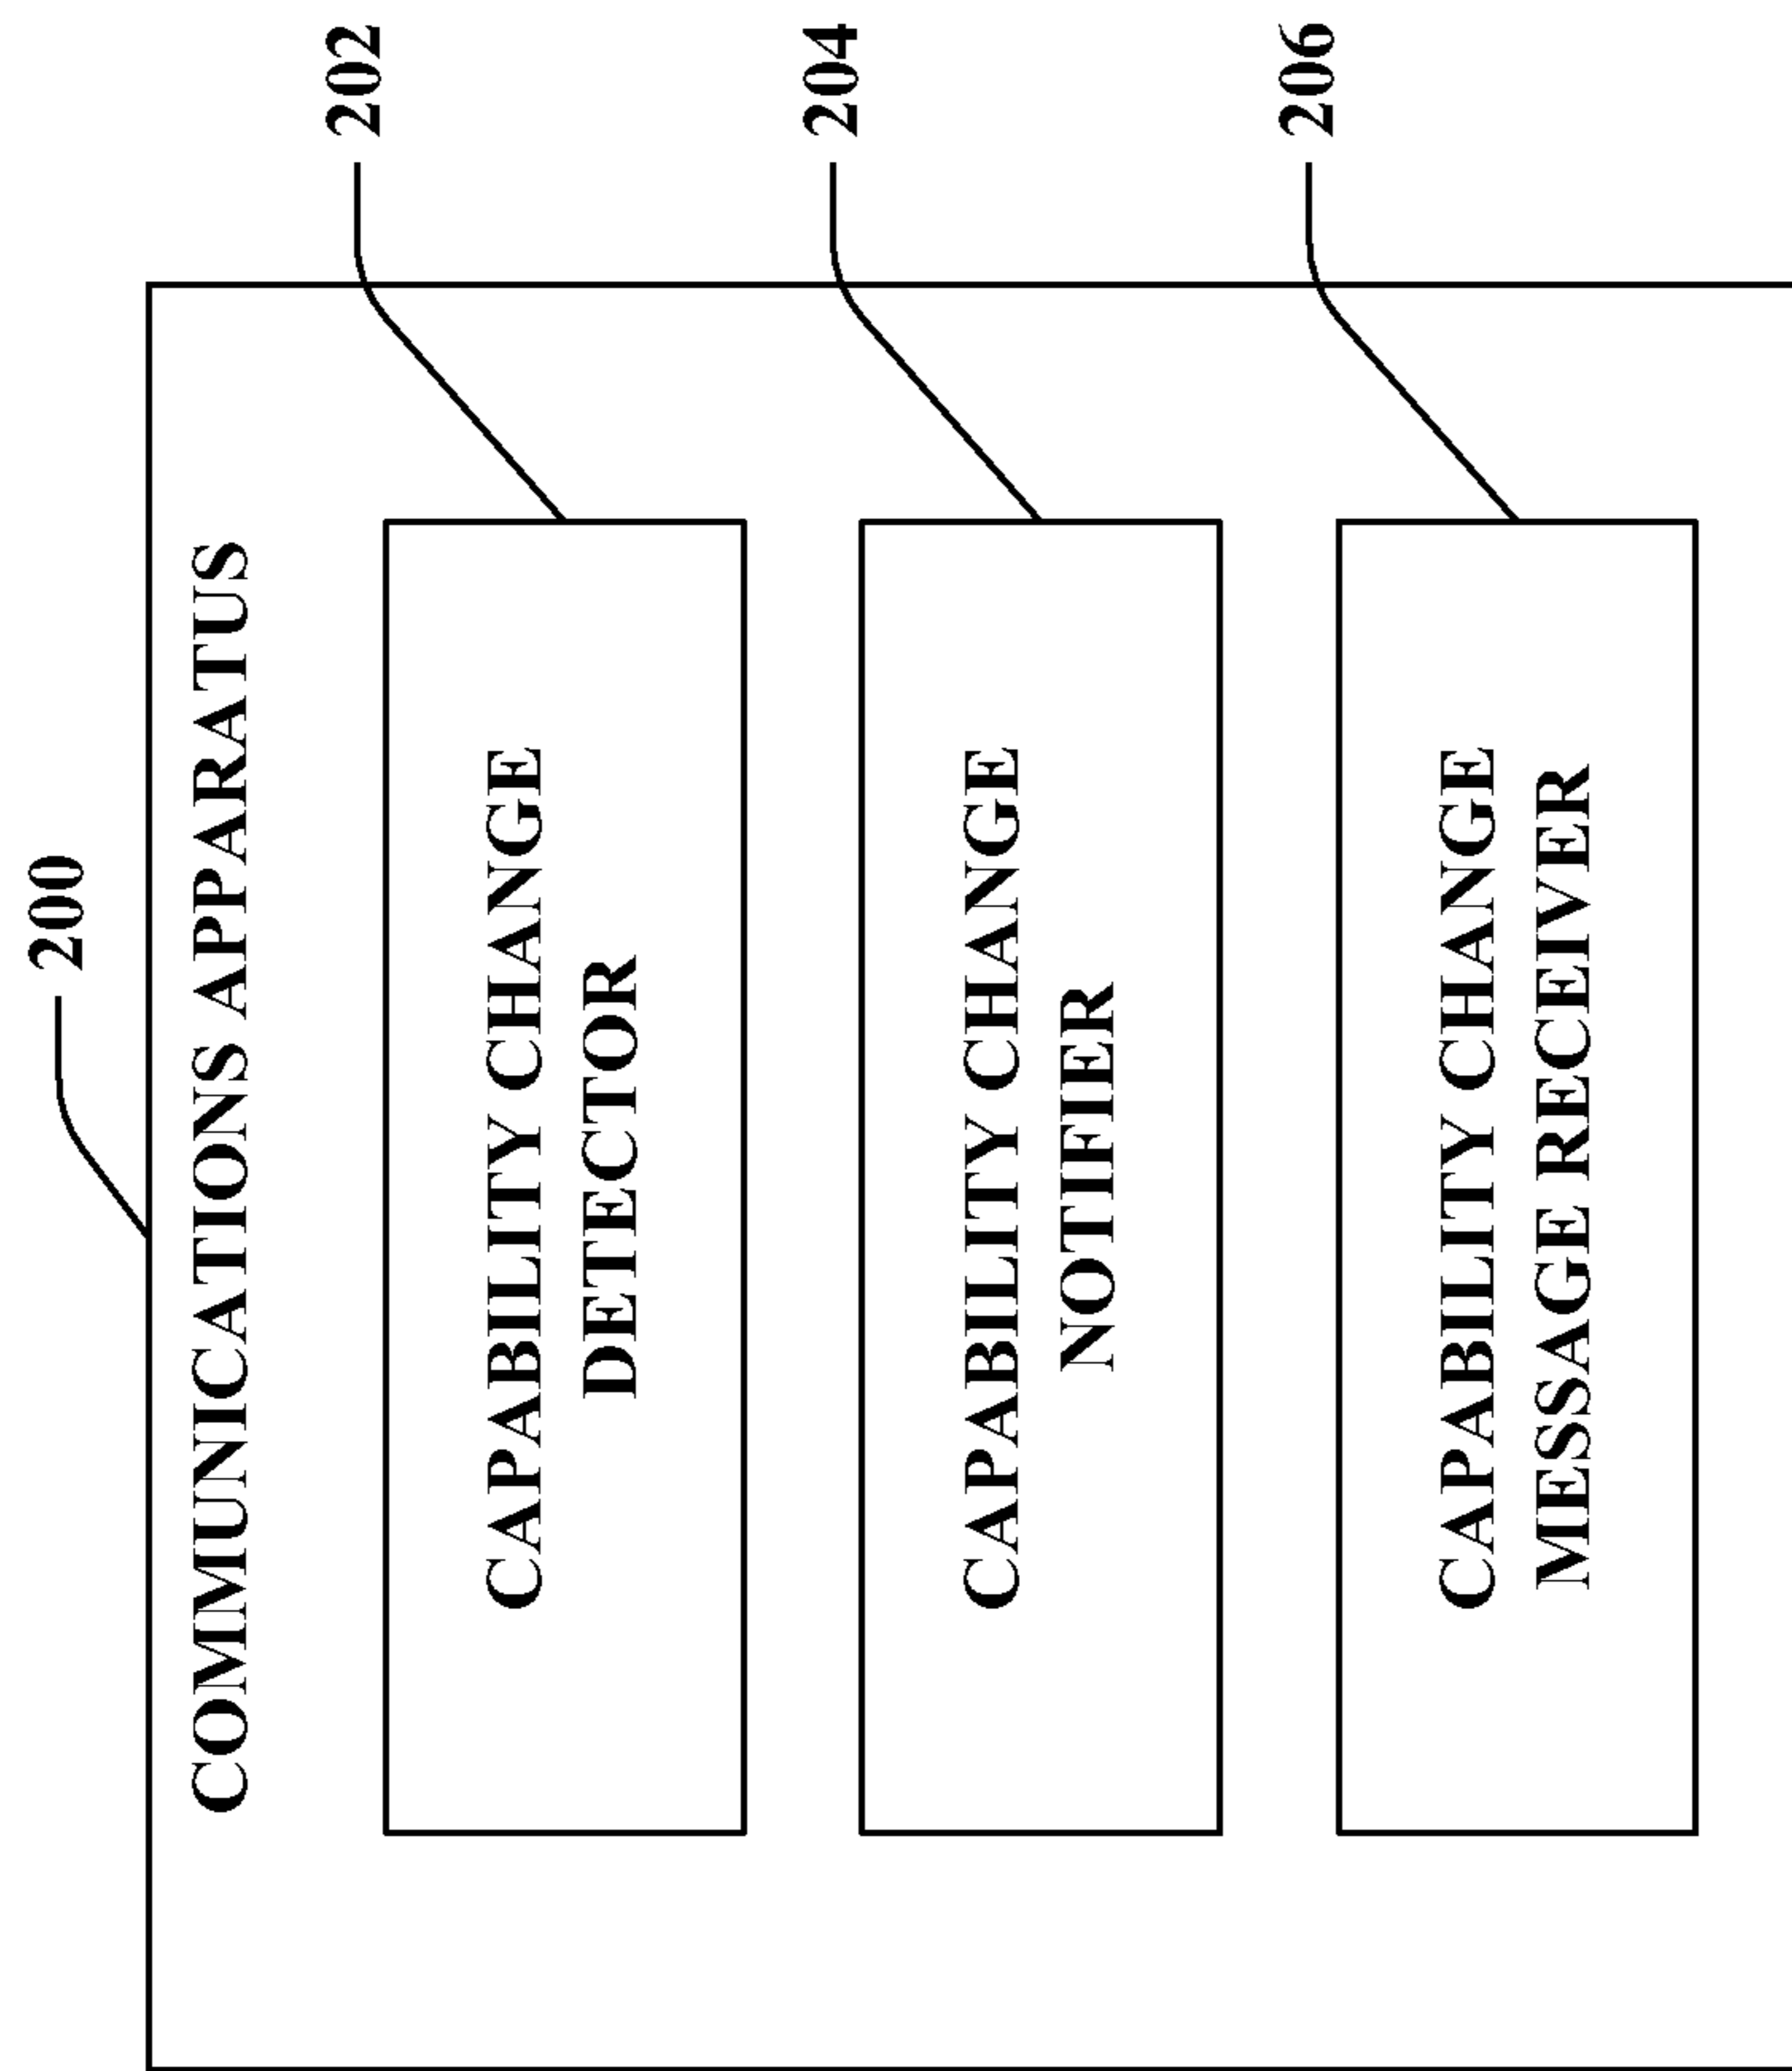 200
COMMUNICATIONS APPARATUS
202
CAPABILITY CHANGE
DETECTOR
204
CAPABILITY CHANGE
NOTIFIER
206
CAPABILITY CHANGE
MESSAGE RECEIVER